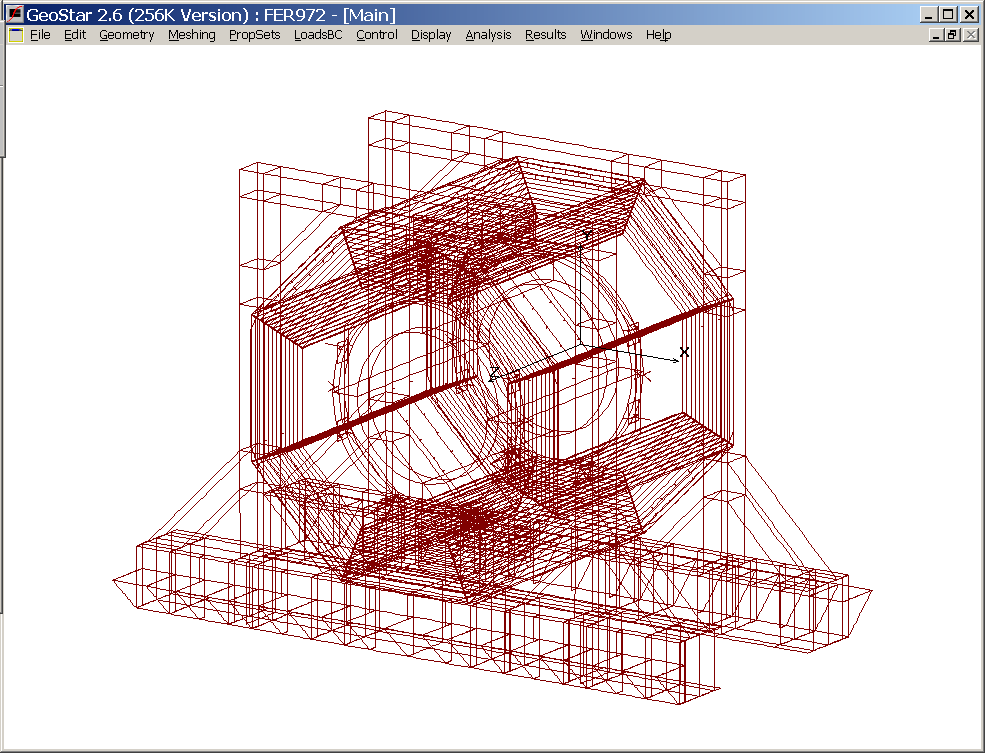 GeoStar 2.6 (256K Version) : FER972 - [Main]
File Edit Geometry Meshing PropSets LoadsBC Control Display Analysis Results Windows Help
Y
X
Z